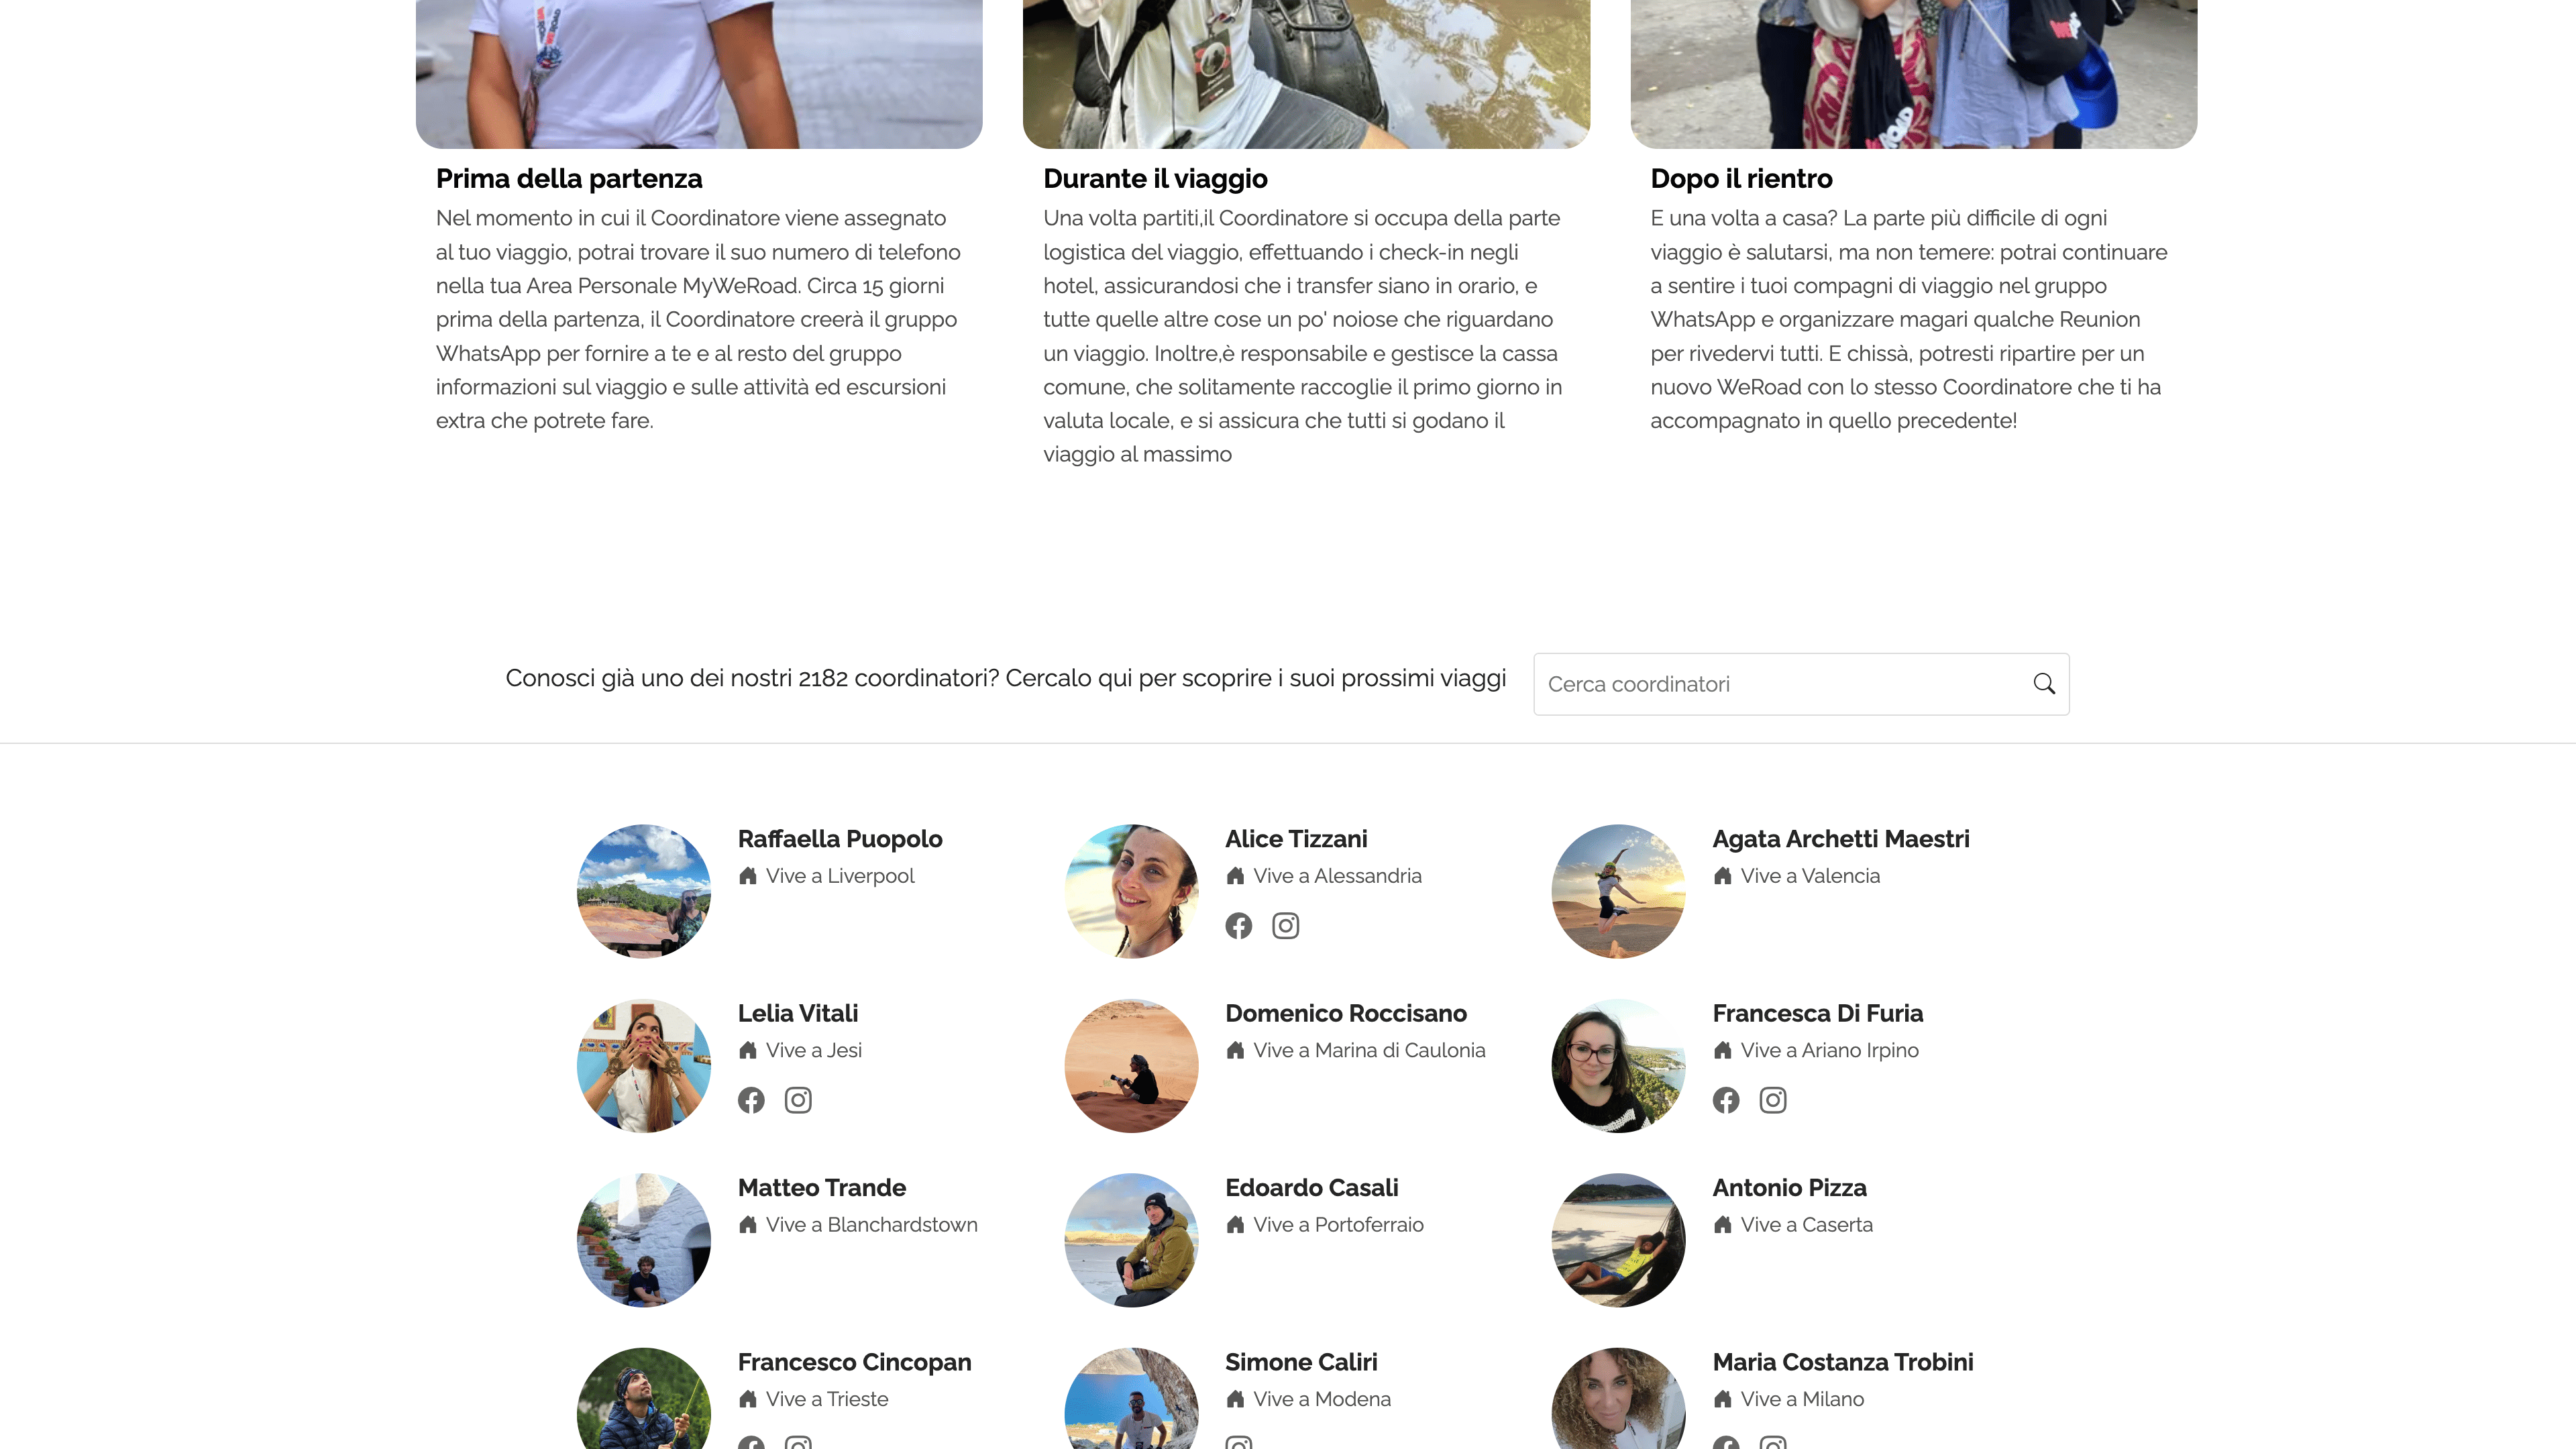 Prima della partenza
Nel momento in cui il Coordinatore viene assegnato
al tuo viaggio, potrai trovare il suo numero di telefono
nella tua Area Personale MyWeRoad. Circa 15 giorni
prima della partenza, il Coordinatore creerà il gruppo
WhatsApp per fornire a te e al resto del gruppo
informazioni sul viaggio e sulle attività ed escursioni
extra che potrete fare.
Durante il viaggio
Una volta partiti,il Coordinatore si occupa della parte
logistica del viaggio, effettuando i check-in negli
hotel, assicurandosi che i transfer siano in orario, e
tutte quelle altre cose un po' noiose che riguardano
un viaggio. Inoltre,è responsabile e gestisce la cassa
comune, che solitamente raccoglie il primo giorno in
valuta locale, e si assicura che tutti si godano il
viaggio al massimo
Dopo il rientro
E una volta a casa? La parte più difficile di ogni
viaggio è salutarsi, ma non temere: potrai continuare
a sentire i tuoi compagni di viaggio nel gruppo
WhatsApp e organizzare magari qualche Reunion
per rivedervi tutti. E chissà, potresti ripartire per un
nuovo WeRoad con lo stesso Coordinatore che ti ha
accompagnato in quello precedente!
Conosci già uno dei nostri 2182 coordinatori? Cercalo qui per scoprire i suoi prossimi viaggi
Cerca coordinatori
Raffaella Puopolo
Vive a Liverpool
Alice Tizzani
Vive a Alessandria
Agata Archetti Maestri
Vive a Valencia
Lelia Vitali
Vive a Jesi
Domenico Roccisano
Vive a Marina di Caulonia
Francesca Di Furia
Vive a Ariano Irpino
Matteo Trande
Vive a Blanchardstown
Edoardo Casali
Vive a Portoferraio
Antonio Pizza
Vive a Caserta
Francesco Cincopan
Vive a Trieste
Simone Caliri
Vive a Modena
Maria Costanza Trobini
Vive a Milano